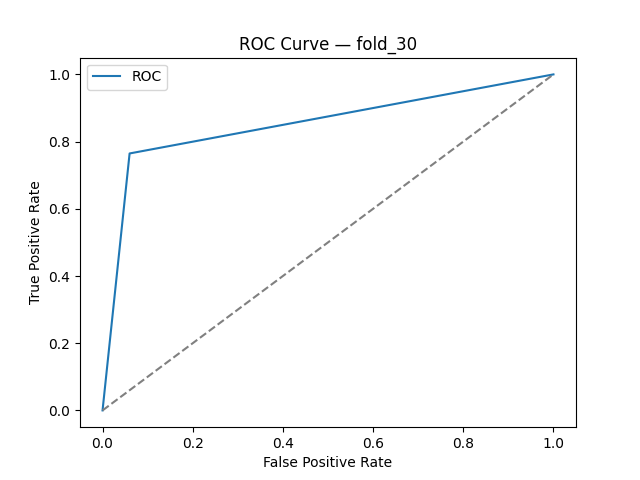 ROC Curve — fold_30
ROC
True Positive Rate
1.0
0.8
0.6
0.4
0.2
0.0
0.0 0.2 0.4 0.6 0.8 1.0
False Positive Rate